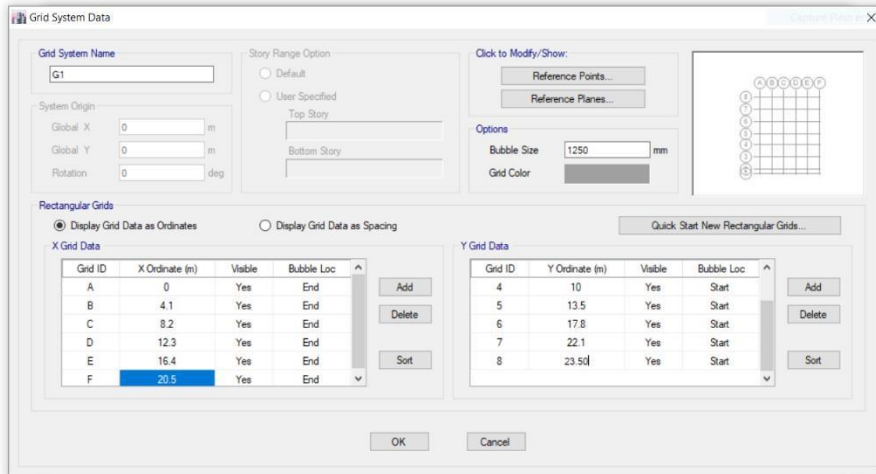 Grid System Data
Grid System Name
G1
System Origin
Global X 0 m
Global Y 0 m
Rotation 0 deg
Story Range Option
Default
User Specified
Top Story
Bottom Story
Click to Modify/Show:
Reference Points...
Reference Planes...
Options
Bubble Size 1250 mm
Grid Color
A B C D E F
8
7
6
5
4
3
Rectangular Grids
Display Grid Data as Ordinates Display Grid Data as Spacing Quick Start New Rectangular Grids...
X Grid Data
Grid ID X Ordinate (m) Visible Bubble Loc
A 0 Yes End
B 4.1 Yes End
C 8.2 Yes End
D 12.3 Yes End
E 16.4 Yes End
F 20.5 Yes End
Add
Delete
Sort
Y Grid Data
Grid ID Y Ordinate (m) Visible Bubble Loc
4 10 Yes Start
5 13.5 Yes Start
6 17.8 Yes Start
7 22.1 Yes Start
8 23.50 Yes Start
Add
Delete
Sort
OK Cancel